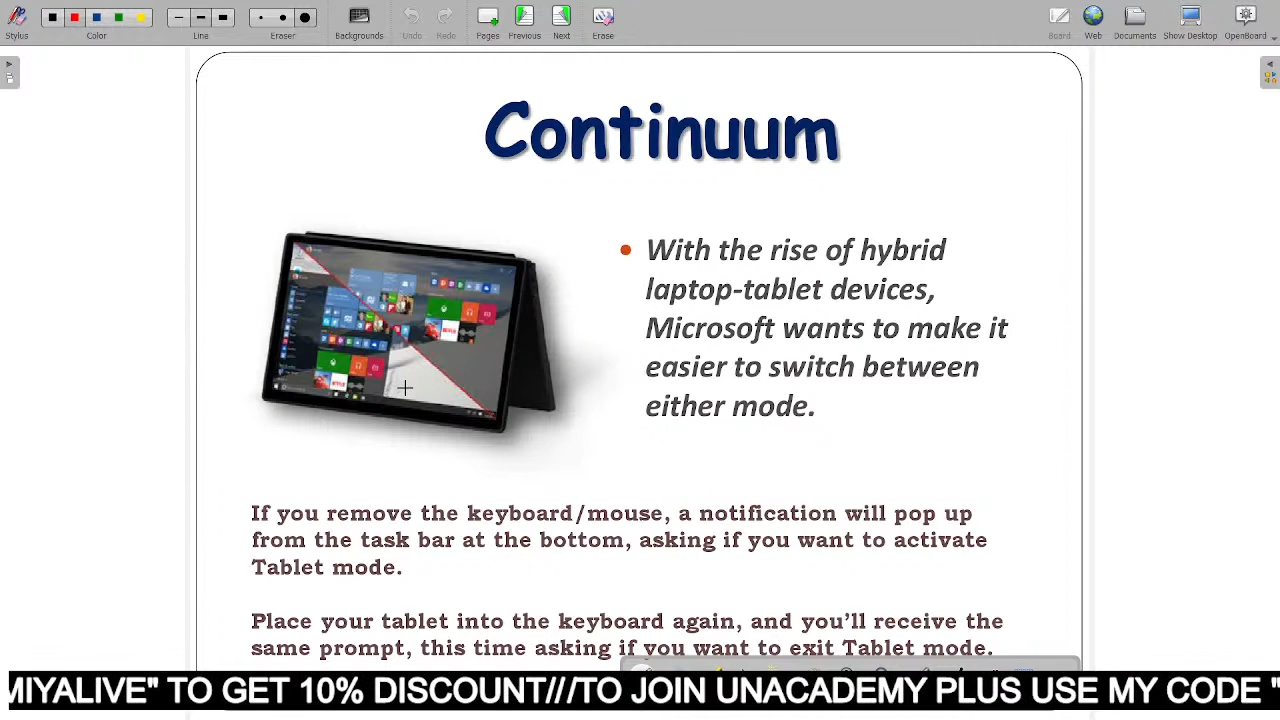 Stylus
Color
Line
Eraser
Backgrounds
Undo
Redo
Pages
Previous
Next
Erase
Board
Web
Documents
Show Desktop
OpenBoard
Continuum
• With the rise of hybrid
laptop-tablet devices,
Microsoft wants to make it
easier to switch between
either mode.
If you remove the keyboard/mouse, a notification will pop up
from the task bar at the bottom, asking if you want to activate
Tablet mode.
Place your tablet into the keyboard again, and you’ll receive the
same prompt, this time asking if you want to exit Tablet mode.
MIYALIVE" TO GET 10% DISCOUNT///TO JOIN UNACADEMY PLUS USE MY CODE "